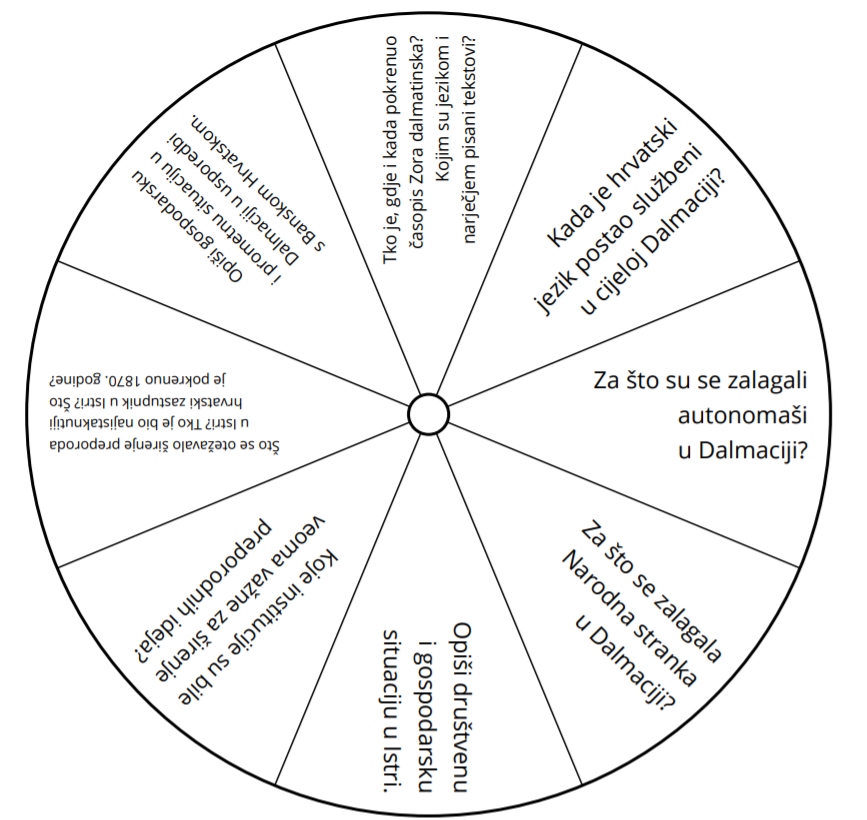 Tko je, gdje i kada pokrenuo
časopis Zora dalmatinska?
Kojim su jezikom i
narječjem pisani tekstovi?
Kada je hrvatski
jezik postao službeni
u cijeloj Dalmaciji?
Za što su se zalagali
autonomaši
u Dalmaciji?
Za što se zalagala
Narodna stranka
u Dalmaciji?
Opiši društvenu
i gospodarsku
situaciju u Istri.
Koje institucije su bile
veoma važne za širenje
preporodnih ideja?
Što se otežavalo širenje preporoda
u Istri? Tko je bio najistaknutiji
hrvatski zastupnik u Istri? Što
je pokrenuo 1870. godine?
Opiši gospodarsku
i prometnu situaciju u
Dalmaciji u usporedbi
s Banskom Hrvatskom.